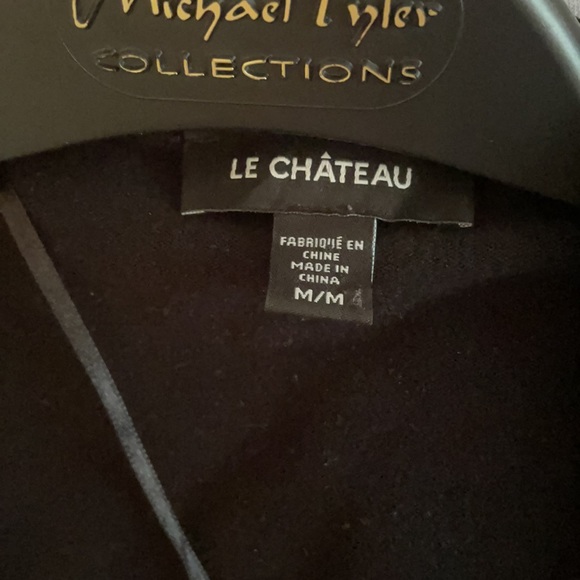 Michael Tyler
COLLECTIONS
LE CHÂTEAU
FABRIQUÉ EN
CHINE
MADE IN
CHINA
M/M